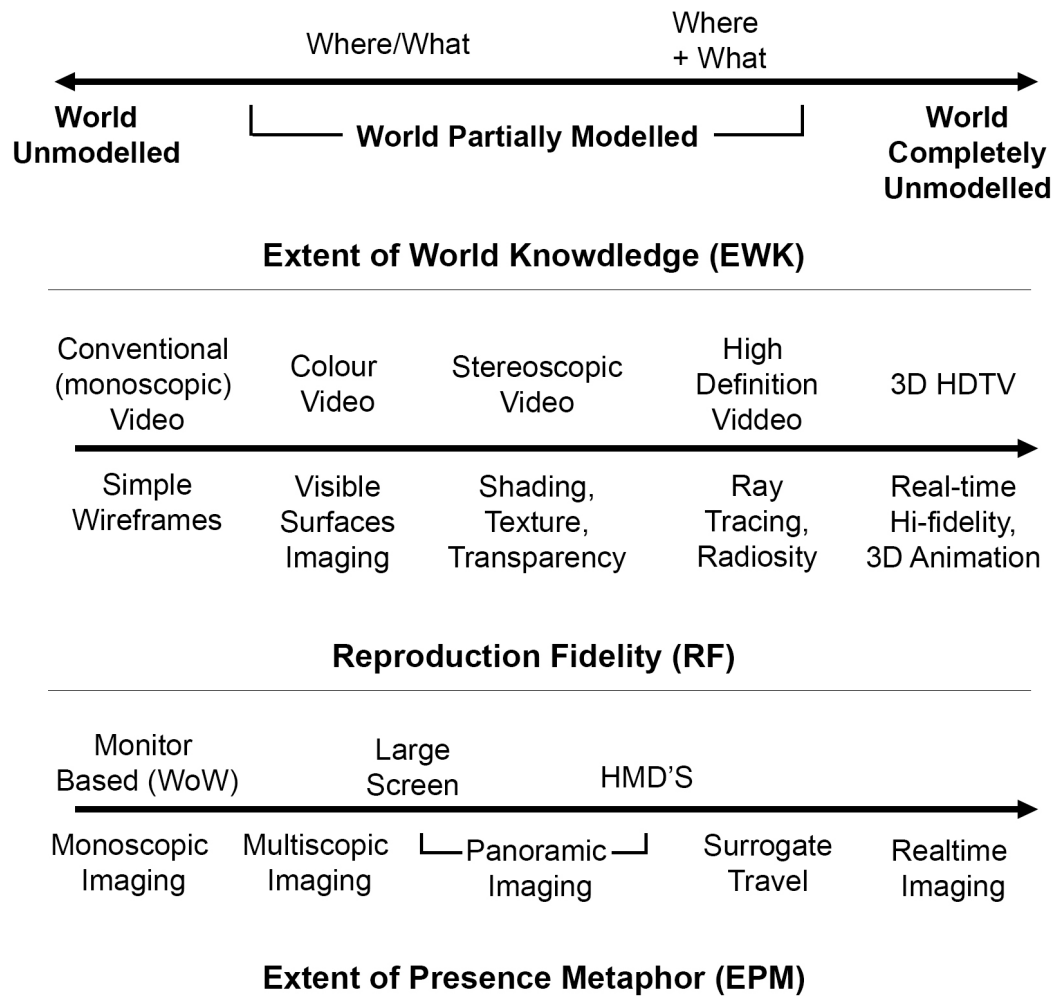 Where/What
Where
+ What
World
Unmodelled
World Partially Modelled
World
Completely
Unmodelled
Extent of World Knowdledge (EWK)
Conventional
(monoscopic)
Video
Colour
Video
Stereoscopic
Video
High
Definition
Viddeo
3D HDTV
Simple
Wireframes
Visible
Surfaces
Imaging
Shading,
Texture,
Transparency
Ray
Tracing,
Radiosity
Real-time
Hi-fidelity,
3D Animation
Reproduction Fidelity (RF)
Monitor
Based (WoW)
Large
Screen
HMD'S
Monoscopic
Imaging
Multiscopic
Imaging
Panoramic
Imaging
Surrogate
Travel
Realtime
Imaging
Extent of Presence Metaphor (EPM)